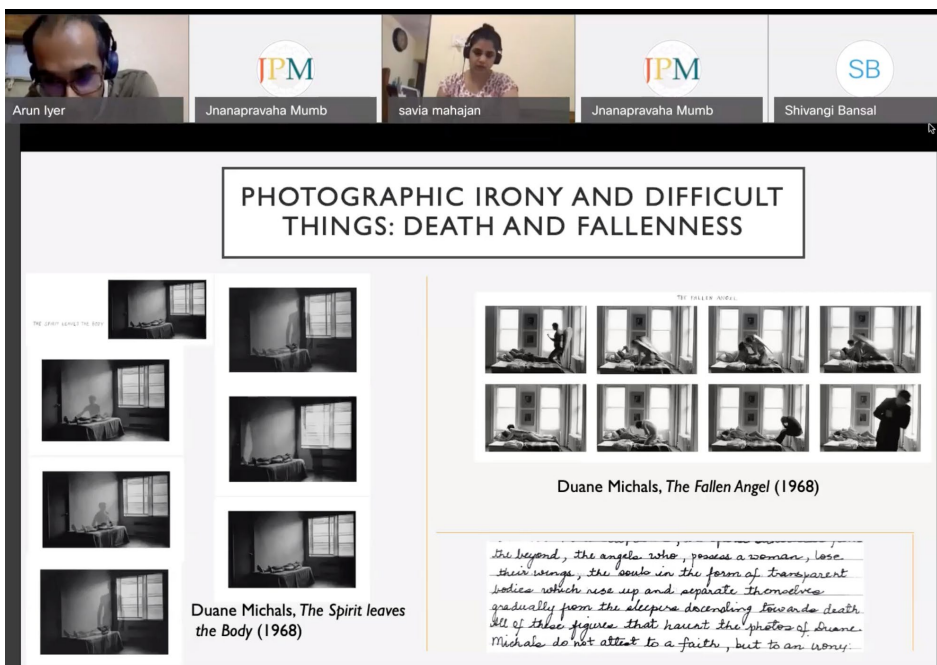 Arun Iyer
JPM
Jnanapravaha Mumb
savia mahajan
JPM
Jnanapravaha Mumb
SB
Shivangi Bansal
PHOTOGRAPHIC IRONY AND DIFFICULT
THINGS: DEATH AND FALLENNESS
THE SPIRIT LEAVES THE BODY
Duane Michals, The Spirit leaves
the Body (1968)
THE FALLEN ANGEL
Duane Michals, The Fallen Angel (1968)
the beyond, the angels who, possess a woman, lose
their wings, the souls in the form of transparent
bodies which rise up and separate themselves
gradually from the sleepers descending towards death
All of these figures that haunt the photos of Duane
Michals do not attest to a faith, but to an irony.